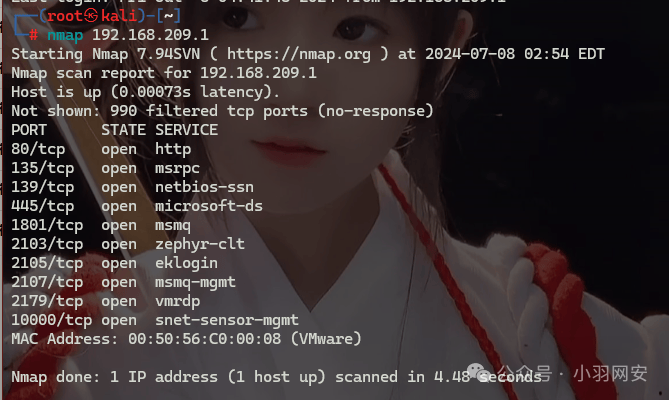 ┌──(root㉿kali)-[~]
└─# nmap 192.168.209.1
Starting Nmap 7.94SVN ( https://nmap.org ) at 2024-07-08 02:54 EDT
Nmap scan report for 192.168.209.1
Host is up (0.00073s latency).
Not shown: 990 filtered tcp ports (no-response)
PORT      STATE SERVICE
80/tcp    open  http
135/tcp   open  msrpc
139/tcp   open  netbios-ssn
445/tcp   open  microsoft-ds
1801/tcp  open  msmq
2103/tcp  open  zephyr-clt
2105/tcp  open  eklogin
2107/tcp  open  msmq-mgmt
2179/tcp  open  vmrdp
10000/tcp open  snet-sensor-mgmt
MAC Address: 00:50:56:C0:00:08 (VMware)
公众号 · 小羽网安
Nmap done: 1 IP address (1 host up) scanned in 4.48 seconds